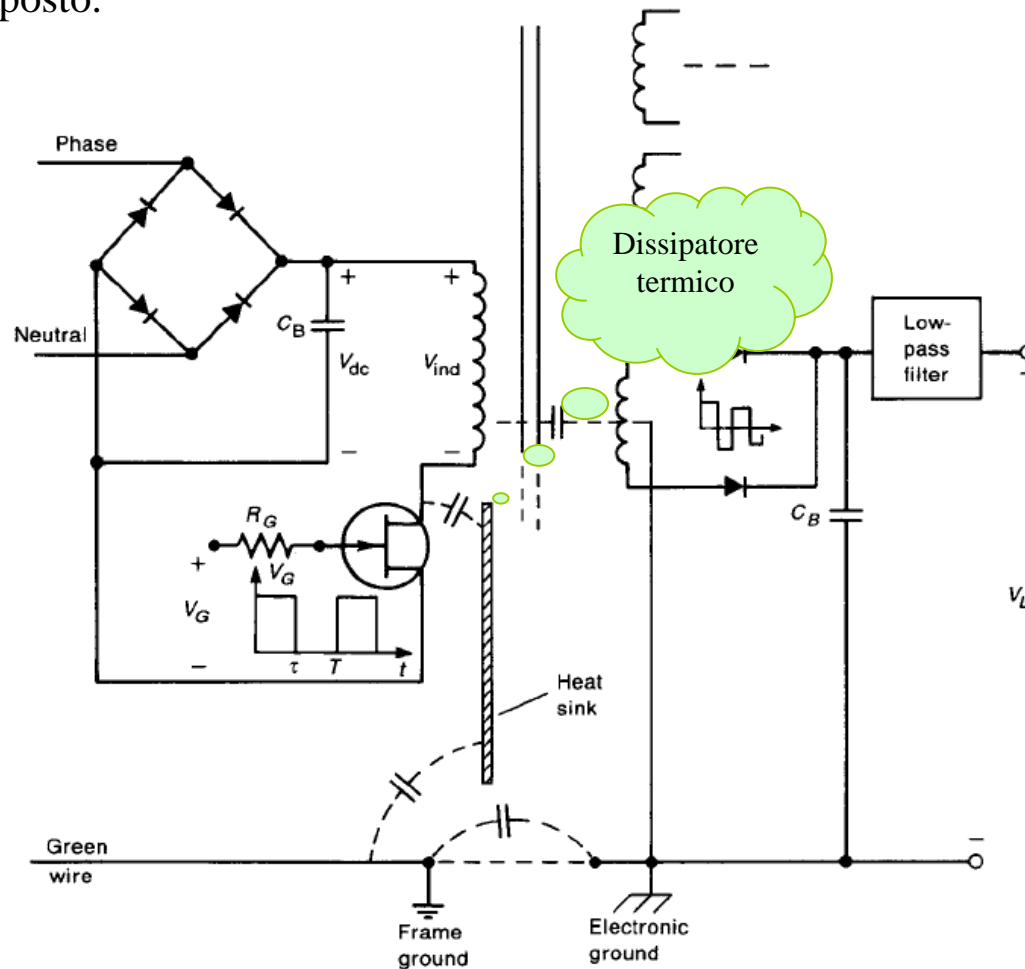 posto.
Phase
Dissipatore
termico
Neutral
C_B
+
V_dc
−
+
V_ind
−
Low-
pass
filter
R_G
+
V_G
−
V_G
τ
T
t
C_B
V_L
Heat
sink
Green
wire
−
Frame
ground
Electronic
ground